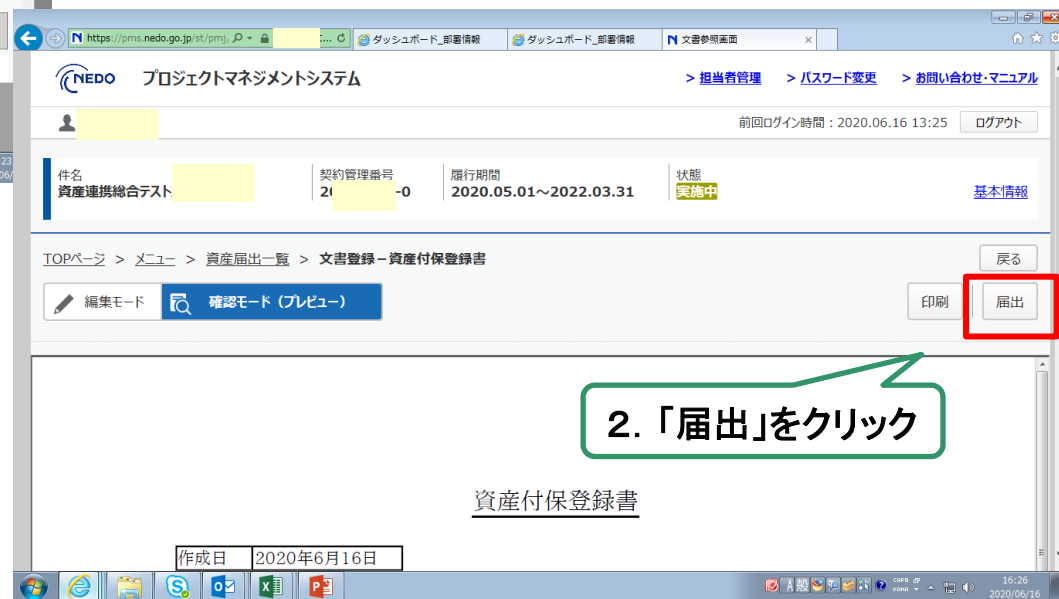 https://pms.nedo.go.jp/st/pmj,
... ダッシュボード_部署情報 ダッシュボード_部署情報 N 文書参照画面 ×
NEDO プロジェクトマネジメントシステム > 担当者管理 > パスワード変更 > お問い合わせ・マニュアル
前回ログイン時間：2020.06.16 13:25 ログアウト
件名 契約管理番号 履行期間 状態
資産連携総合テスト 20 -0 2020.05.01～2022.03.31 実施中 基本情報
TOPページ > メニュー > 資産届出一覧 > 文書登録－資産付保登録書 戻る
編集モード 確認モード（プレビュー） 印刷 届出
２．「届出」をクリック
資産付保登録書
作成日 2020年6月16日
A 般 CAPS KANA 16:26
2020/06/16
23
06/